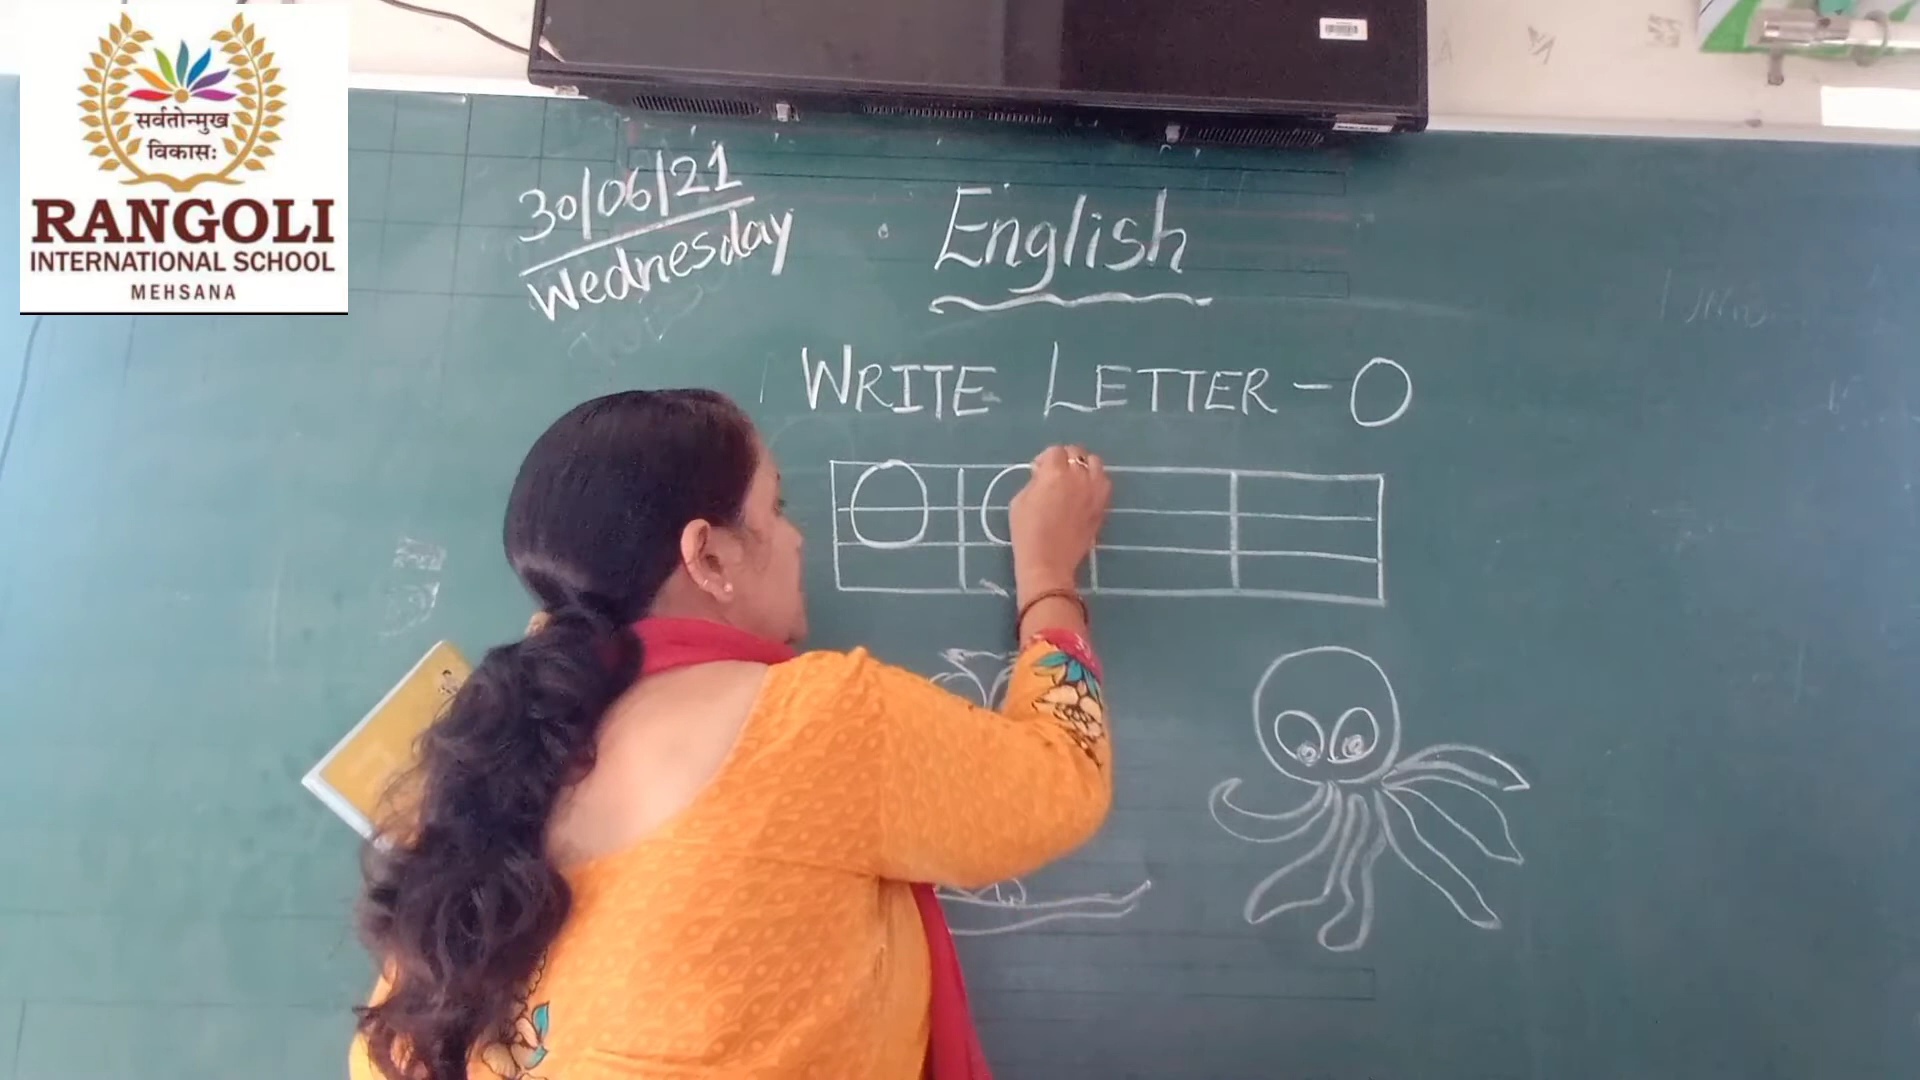 सर्वतोन्मुख
विकासः
RANGOLI
INTERNATIONAL SCHOOL
MEHSANA
30/06/21
Wednesday
English
WRITE LETTER - O
O O